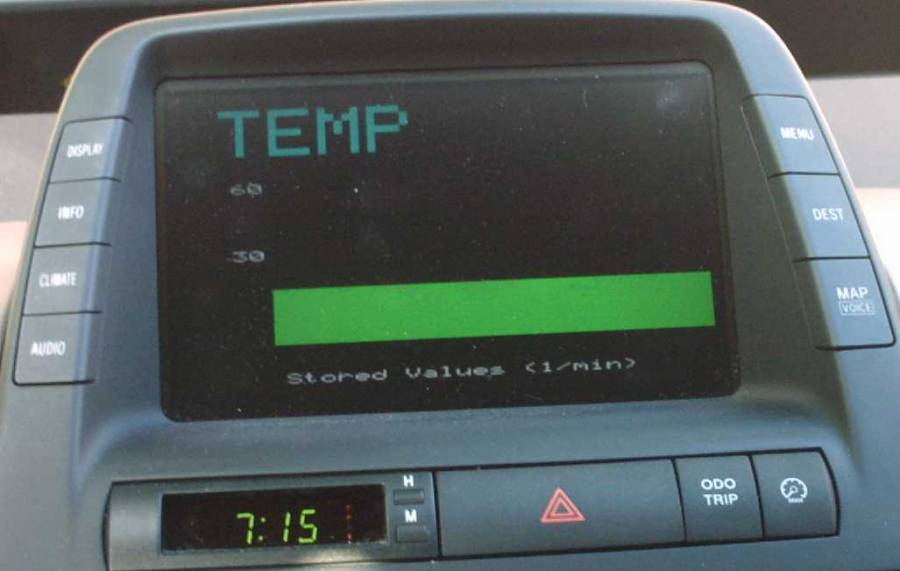 TEMP
60
30
Stored Values (1/min)
DISPLAY
INFO
CLIMATE
AUDIO
MENU
DEST
MAP
VOICE
7:15
H
M
ODO
TRIP